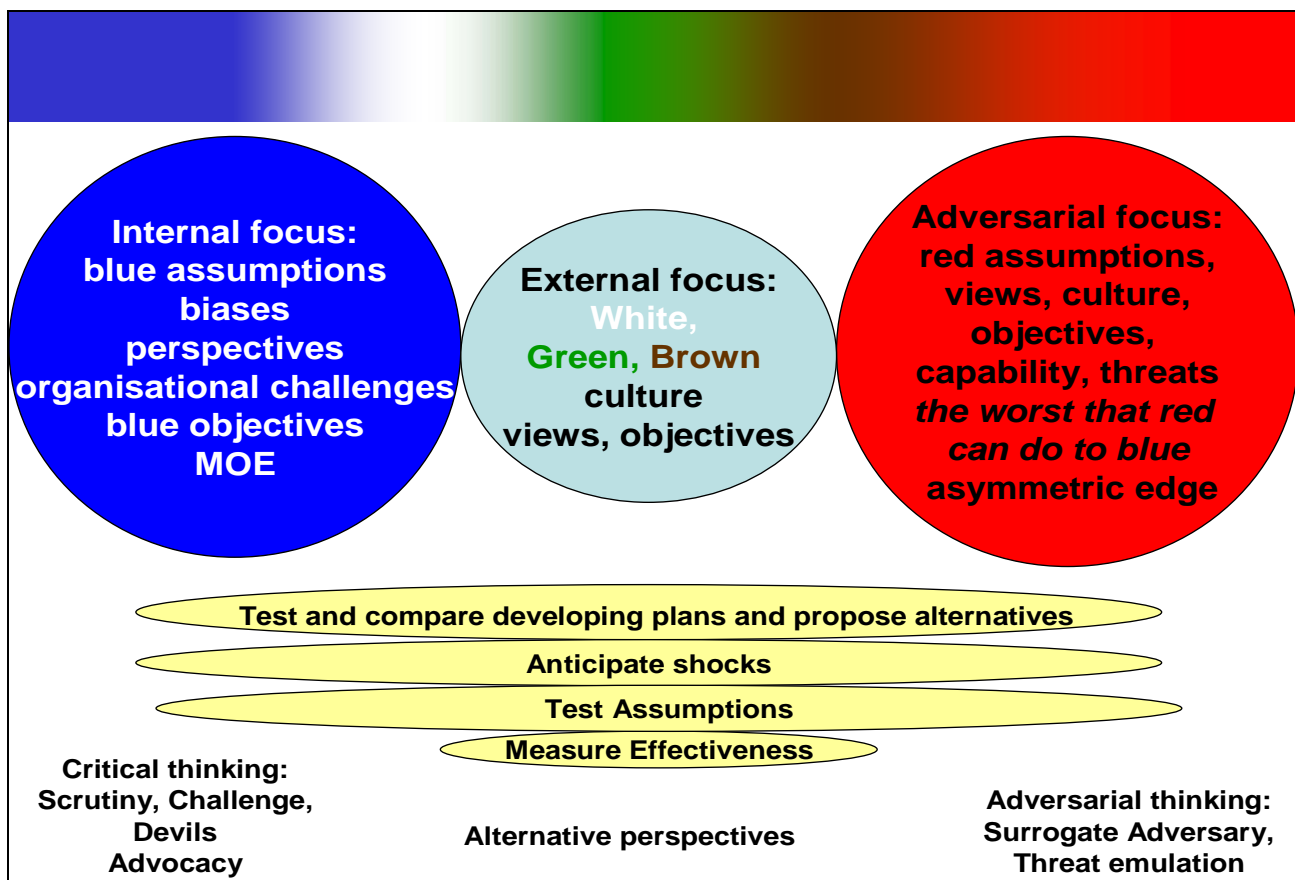 Internal focus:
blue assumptions
biases
perspectives
organisational challenges
blue objectives
MOE
External focus:
White,
Green, Brown
culture
views, objectives
Adversarial focus:
red assumptions,
views, culture,
objectives,
capability, threats
the worst that red
can do to blue
asymmetric edge
Test and compare developing plans and propose alternatives
Anticipate shocks
Test Assumptions
Measure Effectiveness
Critical thinking:
Scrutiny, Challenge,
Devils
Advocacy
Alternative perspectives
Adversarial thinking:
Surrogate Adversary,
Threat emulation